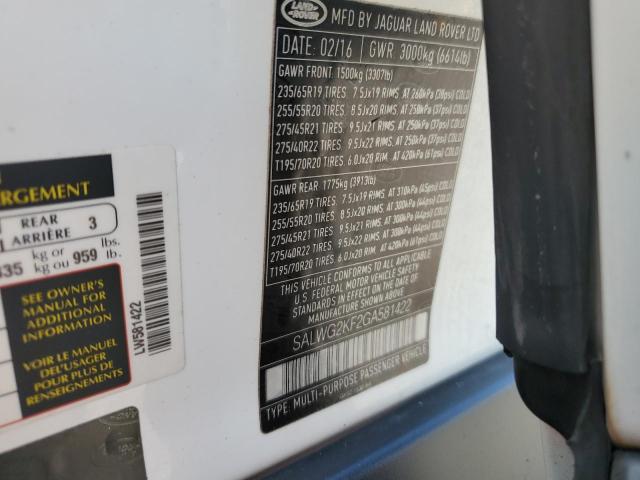 LAND ROVER
MFD BY JAGUAR LAND ROVER LTD
DATE: 02/16 GWR. 3000kg (6614lb)
GAWR FRONT 1500kg (3307lb)
235/65R19 TIRES 7.5Jx19 RIMS AT 260kPa (38psi) COLD
255/55R20 TIRES 8.5Jx20 RIMS, AT 250kPa (37psi) COLD
275/45R21 TIRES 9.5Jx21 RIMS, AT 250kPa (37psi) COLD
275/40R22 TIRES 9.5Jx22 RIMS, AT 250kPa (37psi) COLD
T195/70R20 TIRES 6.0Jx20 RIM, AT 420kPa (61psi) COLD
GAWR REAR 1775kg (3913lb)
235/65R19 TIRES 7.5Jx19 RIMS, AT 310kPa (45psi) COLD
255/55R20 TIRES 8.5Jx20 RIMS, AT 300kPa (44psi) COLD
275/45R21 TIRES 9.5Jx21 RIMS, AT 300kPa (44psi) COLD
275/40R22 TIRES, 9.5Jx22 RIMS, AT 300kPa (44psi) COLD
T195/70R20 TIRES 6.0Jx20 RIM, AT 420kPa (61psi) COLD
THIS VEHICLE CONFORMS TO ALL APPLICABLE
U.S FEDERAL MOTOR VEHICLE SAFETY
STANDARDS IN EFFECT ON THE DATE OF
MANUFACTURE SHOWN ABOVE
SALWG2KF2GA581422
TYPE: MULTI-PURPOSE PASSENGER VEHICLE
RGEMENT
REAR 3
ARRIÈRE
435 kg or kg ou 959 lbs. lb.
SEE OWNER'S
MANUAL FOR
ADDITIONAL
INFORMATION
VOIR LE MANUEL
DE L'USAGER
POUR PLUS DE
RENSEIGNEMENTS
LW581422